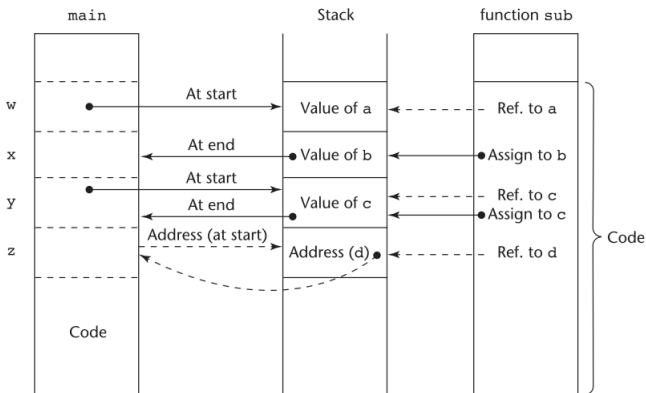 main
Stack
function sub
w
At start
Value of a
Ref. to a
x
At end
Value of b
Assign to b
At start
y
At end
Value of c
Ref. to c
Assign to c
Code
z
Address (at start)
Address (d)
Ref. to d
Code